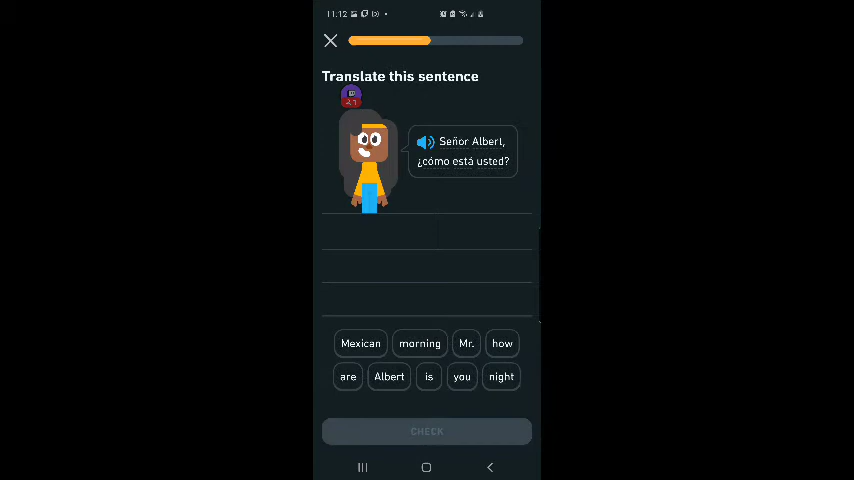 11:12
Translate this sentence
Señor Albert,
¿cómo está usted?
Mexican morning Mr. how
are Albert is you night
CHECK